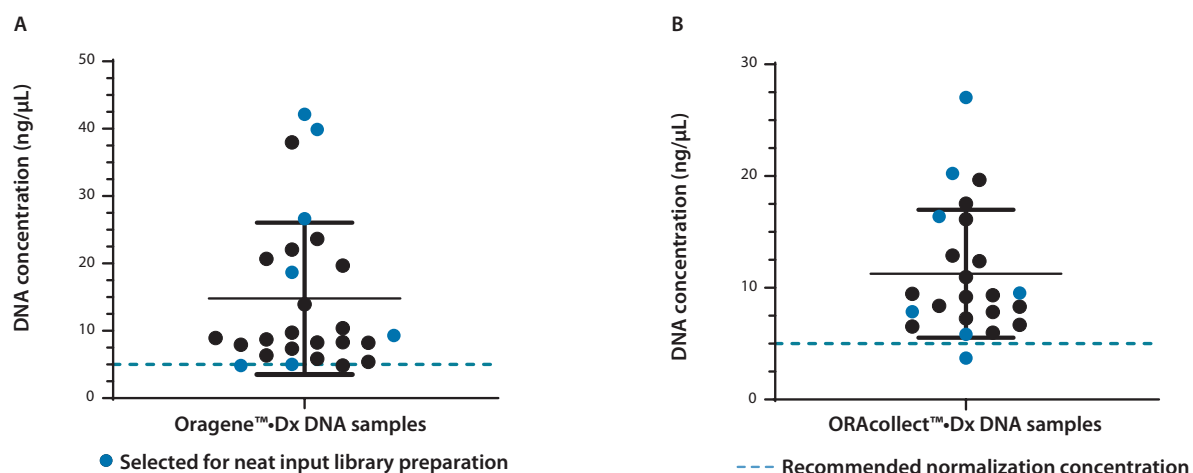 A
DNA concentration (ng/μL)
50
40
30
20
10
0
Oragene™•Dx DNA samples
Selected for neat input library preparation
B
DNA concentration (ng/μL)
30
20
10
0
ORAcollect™•Dx DNA samples
Recommended normalization concentration